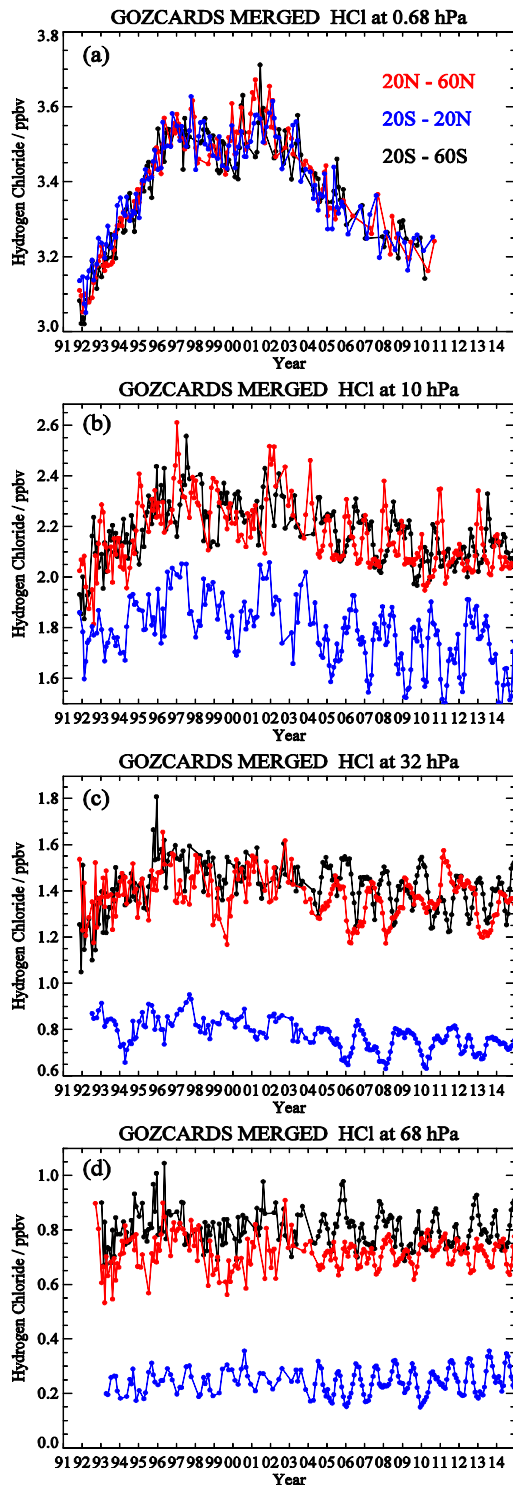 GOZCARDS MERGED HCl at 0.68 hPa
3.8
(a)
20N - 60N
20S - 20N
20S - 60S
3.6
3.4
3.2
3.0
Hydrogen Chloride / ppbv
91 92 93 94 95 96 97 98 99 00 01 02 03 04 05 06 07 08 09 10 11 12 13 14
Year
GOZCARDS MERGED HCl at 10 hPa
(b)
2.6
2.4
2.2
2.0
1.8
1.6
Hydrogen Chloride / ppbv
91 92 93 94 95 96 97 98 99 00 01 02 03 04 05 06 07 08 09 10 11 12 13 14
Year
GOZCARDS MERGED HCl at 32 hPa
(c)
1.8
1.6
1.4
1.2
1.0
0.8
0.6
Hydrogen Chloride / ppbv
91 92 93 94 95 96 97 98 99 00 01 02 03 04 05 06 07 08 09 10 11 12 13 14
Year
GOZCARDS MERGED HCl at 68 hPa
(d)
1.0
0.8
0.6
0.4
0.2
0.0
Hydrogen Chloride / ppbv
91 92 93 94 95 96 97 98 99 00 01 02 03 04 05 06 07 08 09 10 11 12 13 14
Year